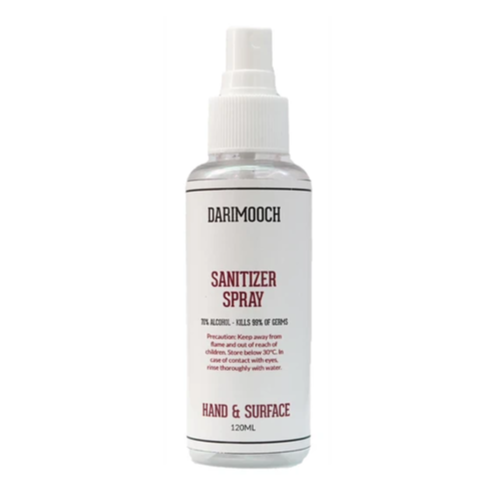 DARIMOOCH
SANITIZER
SPRAY
70% ALCOHOL - KILLS 99% OF GERMS
Precaution: Keep away from
flame and out of reach of
children. Store below 30°C. In
case of contact with eyes,
rinse thoroughly with water.
HAND & SURFACE
120ML